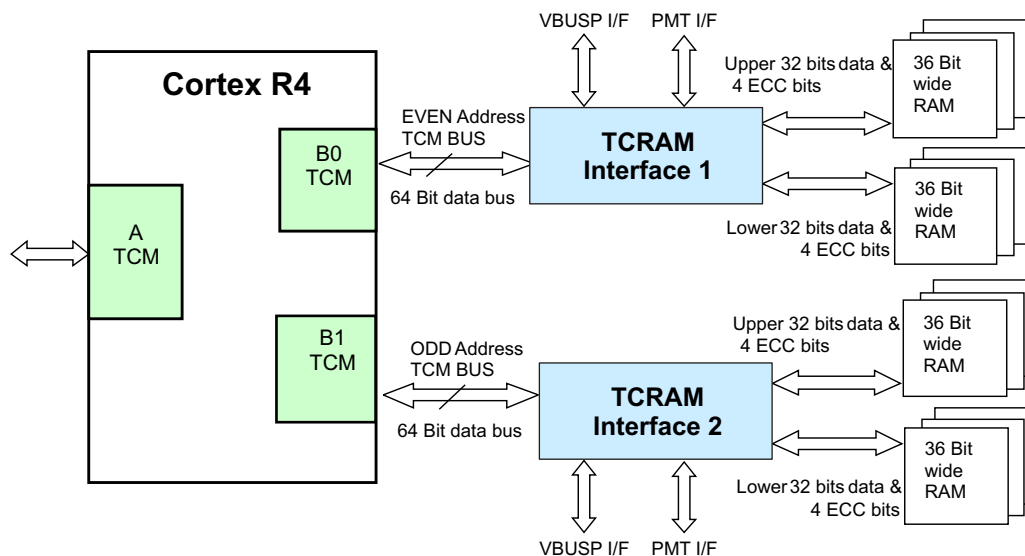 VBUSP I/F
PMT I/F
Cortex R4
Upper 32 bits data &
4 ECC bits
36 Bit
wide
RAM
EVEN Address
TCM BUS
B0
TCM
TCRAM
Interface 1
64 Bit data bus
36 Bit
wide
RAM
Lower 32 bits data &
4 ECC bits
A
TCM
Upper 32 bits data &
4 ECC bits
36 Bit
wide
RAM
B1
TCM
ODD Address
TCM BUS
TCRAM
Interface 2
64 Bit data bus
36 Bit
wide
RAM
Lower 32 bits data &
4 ECC bits
VBUSP I/F
PMT I/F